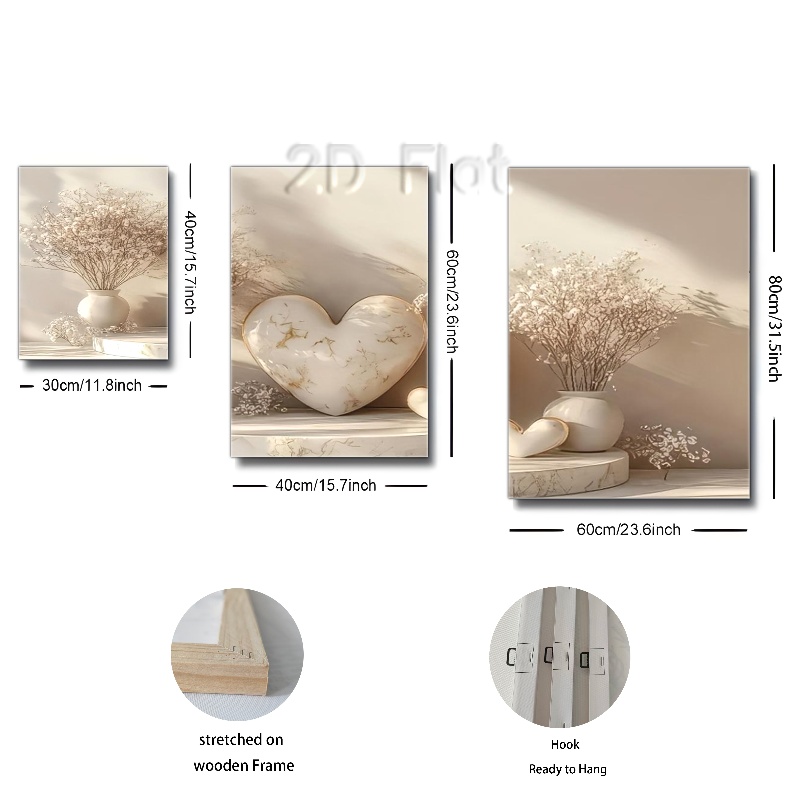 2D Flat
40cm/15.7inch
30cm/11.8inch
60cm/23.6inch
40cm/15.7inch
80cm/31.5inch
60cm/23.6inch
stretched on
wooden Frame
Hook
Ready to Hang